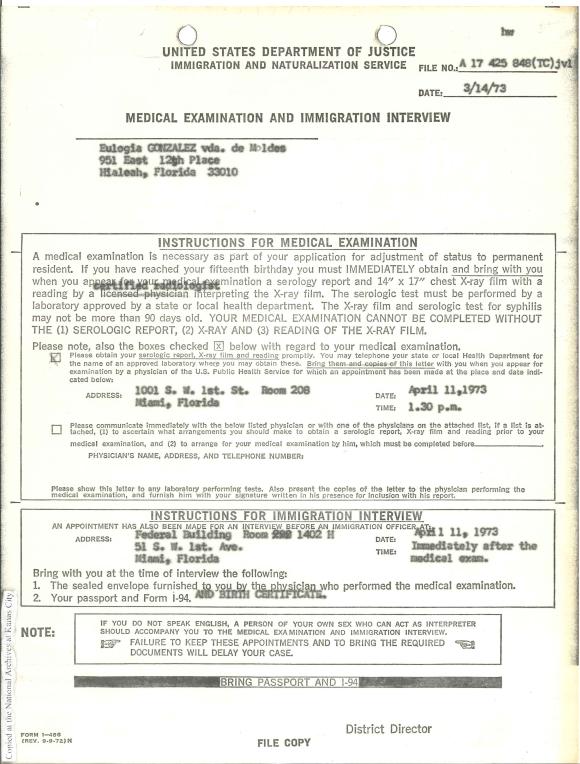 hw
UNITED STATES DEPARTMENT OF JUSTICE
IMMIGRATION AND NATURALIZATION SERVICE
FILE NO.: A 17 425 848(TC)jvl
DATE: 3/14/73
MEDICAL EXAMINATION AND IMMIGRATION INTERVIEW
Eulogia GONZALEZ vda. de Moldes
951 East 12th Place
Hialeah, Florida 33010
INSTRUCTIONS FOR MEDICAL EXAMINATION
A medical examination is necessary as part of your application for adjustment of status to permanent
resident. If you have reached your fifteenth birthday you must IMMEDIATELY obtain and bring with you
when you appear for your medical examination a serology report and 14" x 17" chest X-ray film with a
certified radiologist
reading by a licensed physician interpreting the X-ray film. The serologic test must be performed by a
laboratory approved by a state or local health department. The X-ray film and serologic test for syphilis
may not be more than 90 days old. YOUR MEDICAL EXAMINATION CANNOT BE COMPLETED WITHOUT
THE (1) SEROLOGIC REPORT, (2) X-RAY AND (3) READING OF THE X-RAY FILM.
Please note, also the boxes checked X below with regard to your medical examination.
Please obtain your serologic report, X-ray film and reading promptly. You may telephone your state or local Health Department for
the name of an approved laboratory where you may obtain this. Bring them and copies of this letter with you when you appear for
examination by a physician of the U.S. Public Health Service for which an appointment has been made at the place and date indi-
cated below:
ADDRESS: 1001 S. W. 1st. St. Room 208
Miami, Florida
DATE: April 11, 1973
TIME: 1.30 p.m.
Please communicate immediately with the below listed physician or with one of the physicians on the attached list, if a list is at-
tached, (1) to ascertain what arrangements you should make to obtain a serologic report, X-ray film and reading prior to your
medical examination, and (2) to arrange for your medical examination by him, which must be completed before
PHYSICIAN'S NAME, ADDRESS, AND TELEPHONE NUMBER:
Please show this letter to any laboratory performing tests. Also present the copies of the letter to the physician performing the
medical examination, and furnish him with your signature written in his presence for inclusion with his report.
INSTRUCTIONS FOR IMMIGRATION INTERVIEW
AN APPOINTMENT HAS ALSO BEEN MADE FOR AN INTERVIEW BEFORE AN IMMIGRATION OFFICER AT:
ADDRESS: Federal Building Room 1402 H
51 S. W. 1st. Ave.
Miami, Florida
DATE: April 11, 1973
TIME: Immediately after the
medical exam.
Bring with you at the time of interview the following:
1. The sealed envelope furnished to you by the physician who performed the medical examination.
2. Your passport and Form I-94. AND BIRTH CERTIFICATE.
NOTE:
IF YOU DO NOT SPEAK ENGLISH, A PERSON OF YOUR OWN SEX WHO CAN ACT AS INTERPRETER
SHOULD ACCOMPANY YOU TO THE MEDICAL EXAMINATION AND IMMIGRATION INTERVIEW.
FAILURE TO KEEP THESE APPOINTMENTS AND TO BRING THE REQUIRED
DOCUMENTS WILL DELAY YOUR CASE.
BRING PASSPORT AND I-94
District Director
FORM I-486
(REV. 9-9-72) N
FILE COPY
Copied at the National Archives at Kansas City